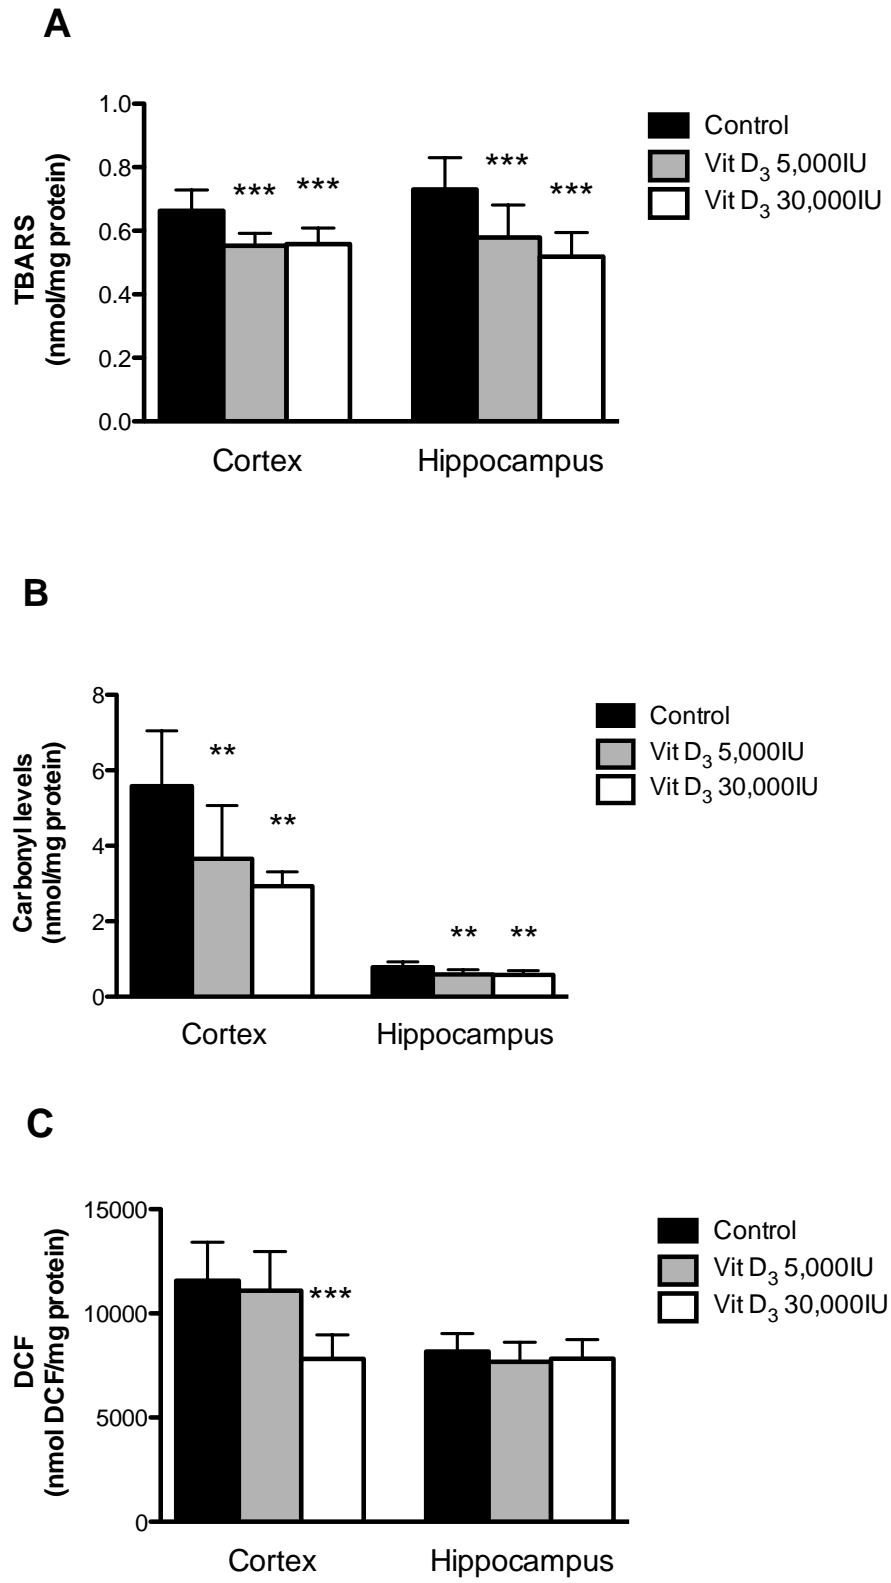 A
TBARS
(nmol/mg protein)
1.0
0.8
0.6
0.4
0.2
0.0
*** ***
*** ***
Cortex Hippocampus
Control
Vit D3 5,000IU
Vit D3 30,000IU
B
Carbonyl levels
(nmol/mg protein)
8
6
4
2
0
**
**
** **
Cortex Hippocampus
Control
Vit D3 5,000IU
Vit D3 30,000IU
C
DCF
(nmol DCF/mg protein)
15000
10000
5000
0
***
Cortex Hippocampus
Control
Vit D3 5,000IU
Vit D3 30,000IU